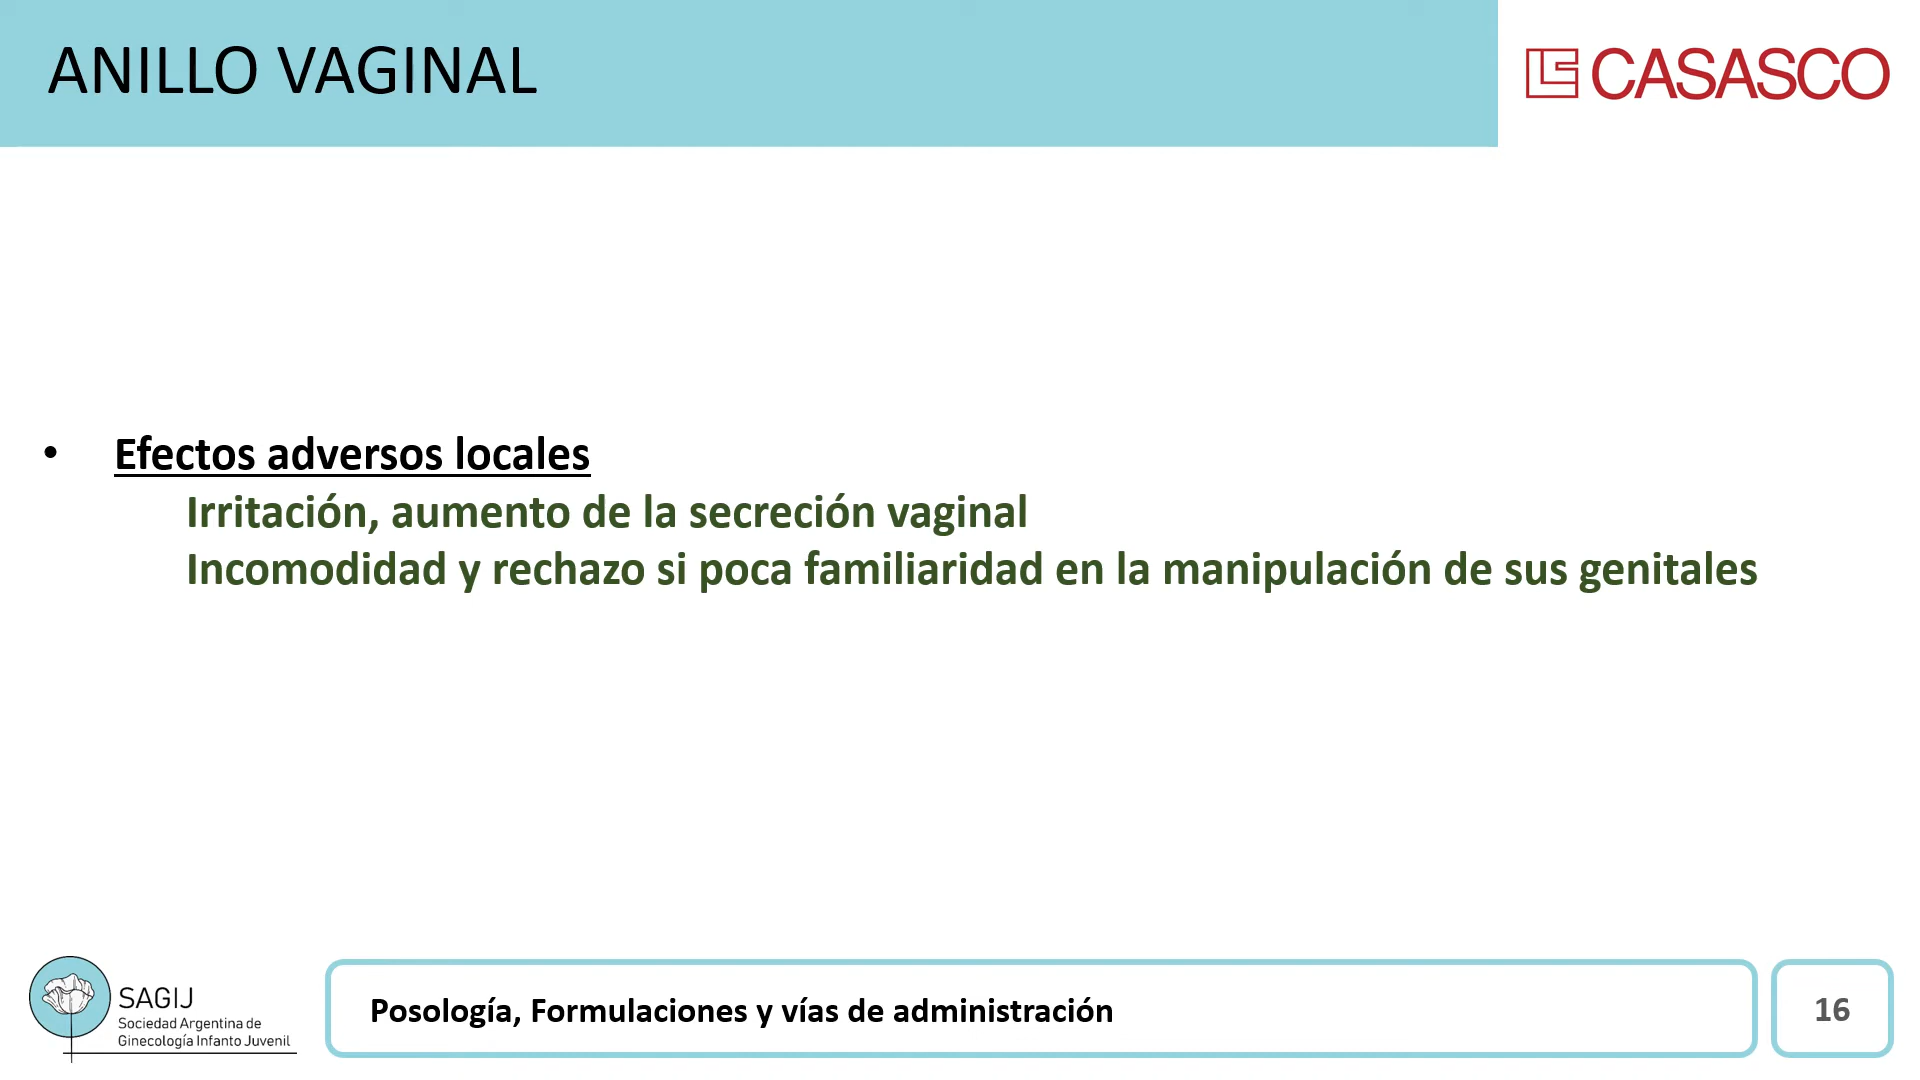 ANILLO VAGINAL
CASASCO
• Efectos adversos locales
Irritación, aumento de la secreción vaginal
Incomodidad y rechazo si poca familiaridad en la manipulación de sus genitales
SAGIJ
Sociedad Argentina de
Ginecología Infanto Juvenil
Posología, Formulaciones y vías de administración
16